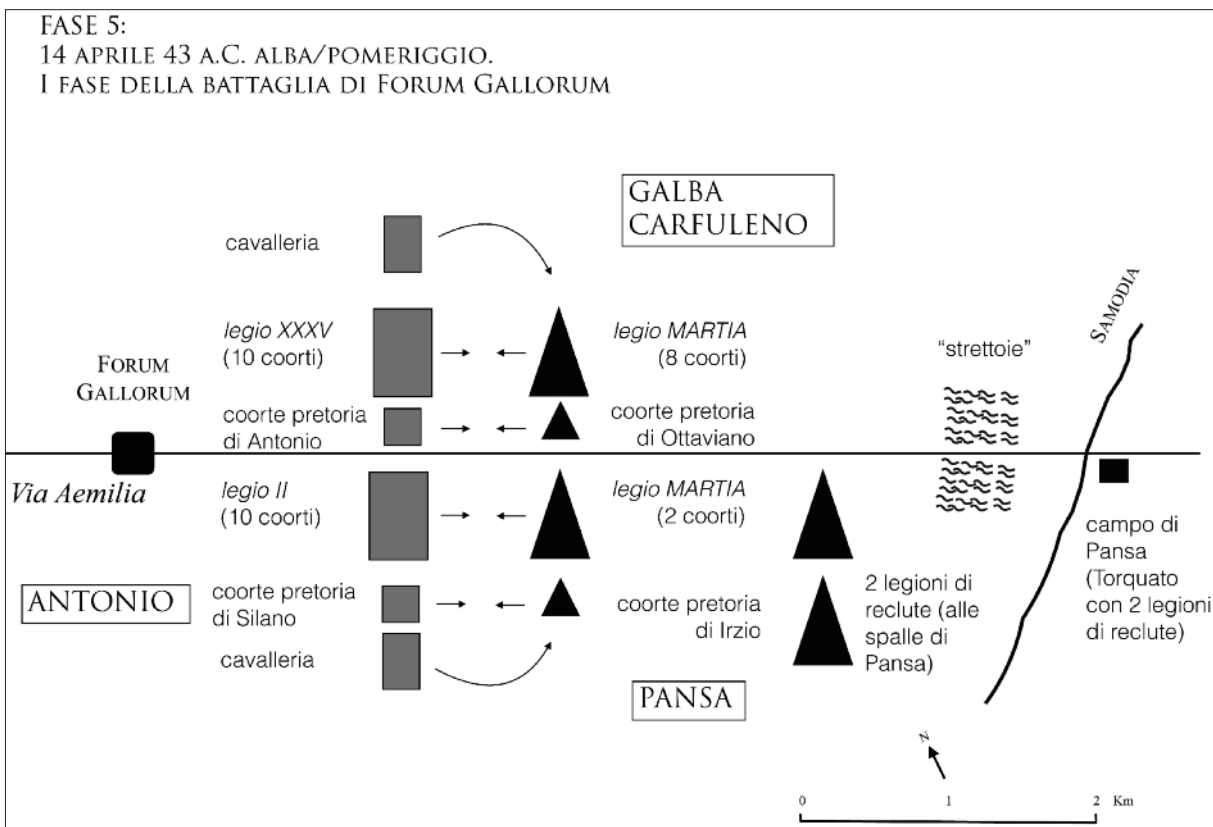 FASE 5:
14 APRILE 43 A.C. ALBA/POMERIGGIO.
I FASE DELLA BATTAGLIA DI FORUM GALLORUM
GALBA
CARFULENO
cavalleria
legio XXXV
(10 coorti)
legio MARTIA
(8 coorti)
"strettoie"
SAMODIA
FORUM
GALLORUM
coorte pretoria
di Antonio
coorte pretoria
di Ottaviano
Via Aemilia
legio II
(10 coorti)
legio MARTIA
(2 coorti)
campo di
Pansa
(Torquato
con 2 legioni
di reclute)
ANTONIO
coorte pretoria
di Silano
coorte pretoria
di Irzio
2 legioni di
reclute (alle
spalle di
Pansa)
cavalleria
PANSA
N
0 1 2 Km